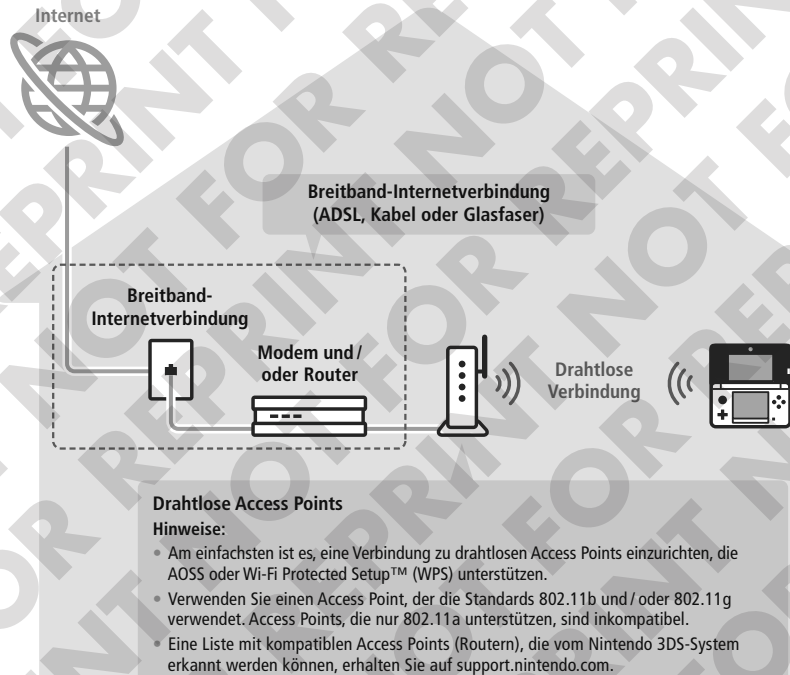 Internet
Breitband-Internetverbindung
(ADSL, Kabel oder Glasfaser)
Breitband-
Internetverbindung
Modem und /
oder Router
Drahtlose
Verbindung
Drahtlose Access Points
Hinweise:
• Am einfachsten ist es, eine Verbindung zu drahtlosen Access Points einzurichten, die
AOSS oder Wi-Fi Protected Setup™ (WPS) unterstützen.
• Verwenden Sie einen Access Point, der die Standards 802.11b und / oder 802.11g
verwendet. Access Points, die nur 802.11a unterstützen, sind inkompatibel.
• Eine Liste mit kompatiblen Access Points (Routern), die vom Nintendo 3DS-System
erkannt werden können, erhalten Sie auf support.nintendo.com.
NOT FOR REPRINT